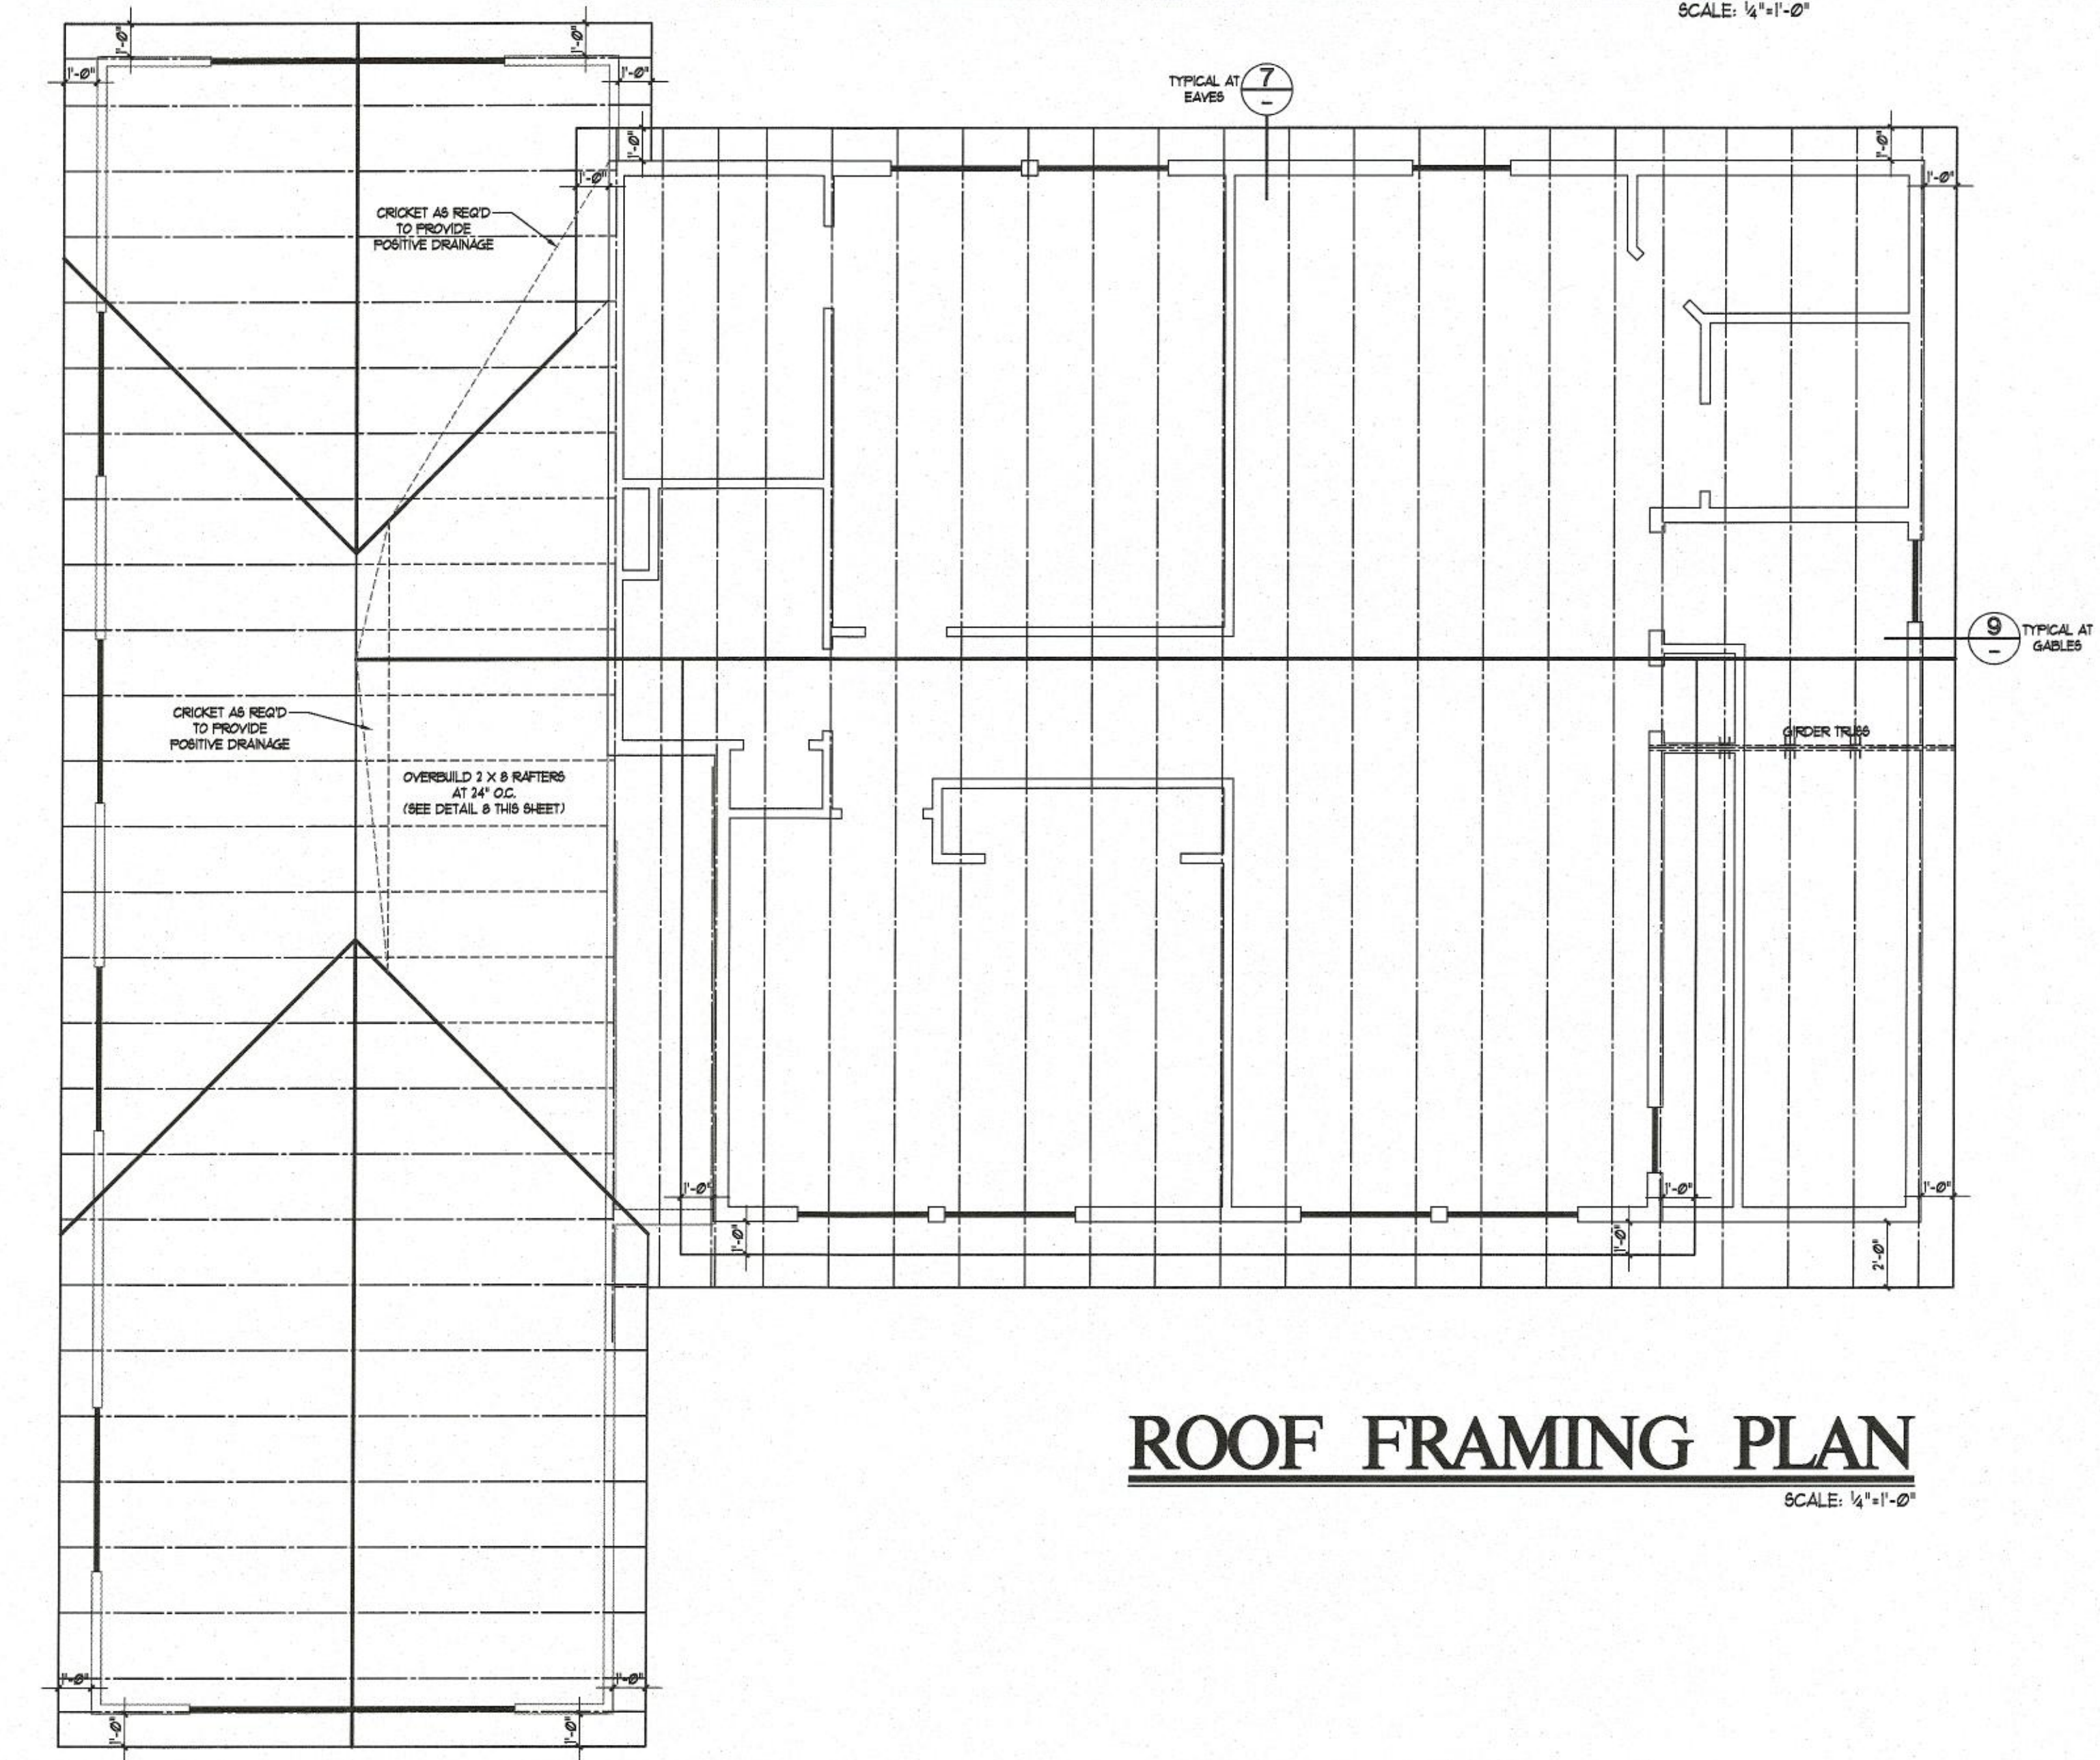 SCALE: ¼"=1'-0"
1'-0"
1'-0"
1'-0"
1'-0"
TYPICAL AT
EAVES
7
-
1'-0"
1'-0"
1'-0"
1'-0"
CRICKET AS REQ'D
TO PROVIDE
POSITIVE DRAINAGE
9
-
TYPICAL AT
GABLES
CRICKET AS REQ'D
TO PROVIDE
POSITIVE DRAINAGE
GIRDER TRUSS
OVERBUILD 2 X 8 RAFTERS
AT 24" O.C.
(SEE DETAIL 8 THIS SHEET)
1'-0"
1'-0"
1'-0"
1'-0"
1'-0"
2'-0"
ROOF FRAMING PLAN
SCALE: ¼"=1'-0"
1'-0"
1'-0"
1'-0"
1'-0"